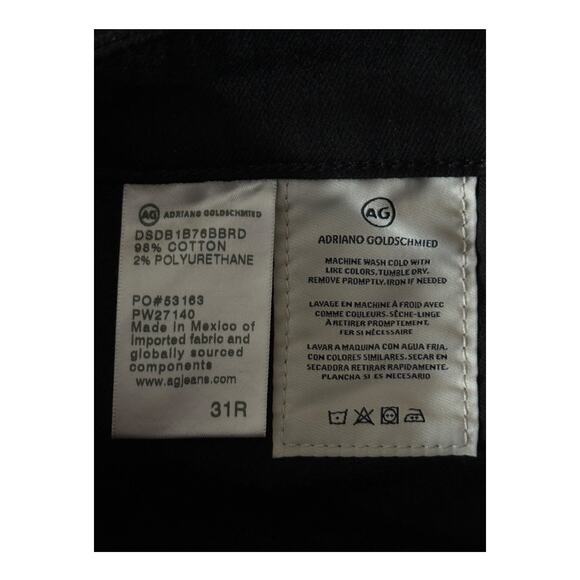 AG ADRIANO GOLDSCHMIED
DSDB1B76BBRD
98% COTTON
2% POLYURETHANE
PO#53163
PW27140
Made in Mexico of
imported fabric and
globally sourced
components
www.agjeans.com
31R
AG
ADRIANO GOLDSCHMIED
MACHINE WASH COLD WITH
LIKE COLORS, TUMBLE DRY.
REMOVE PROMPTLY, IRON IF NEEDED
LAVAGE EN MACHINE À FROID AVEC
COMME COULEURS. SÈCHE-LINGE
À RETIRER PROMPTEMENT,
FER SI NÉCESSAIRE
LAVAR A MAQUINA CON AGUA FRIA.
CON COLORES SIMILARES. SECAR EN
SECADORA RETIRAR RAPIDAMENTE.
PLANCHA SI ES NECESARIO